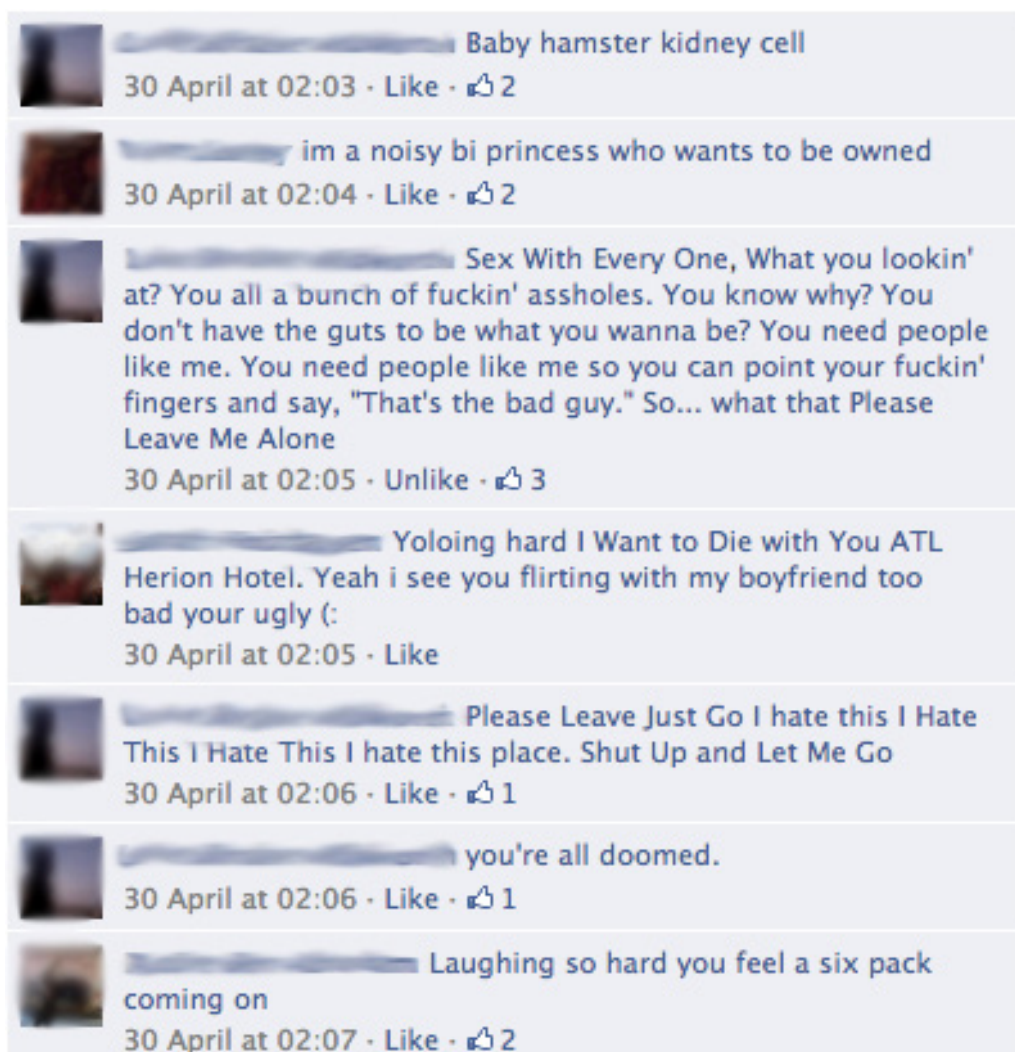 Baby hamster kidney cell
30 April at 02:03 · Like · 2
im a noisy bi princess who wants to be owned
30 April at 02:04 · Like · 2
Sex With Every One, What you lookin'
at? You all a bunch of fuckin' assholes. You know why? You
don't have the guts to be what you wanna be? You need people
like me. You need people like me so you can point your fuckin'
fingers and say, "That's the bad guy." So... what that Please
Leave Me Alone
30 April at 02:05 · Unlike · 3
Yoloing hard I Want to Die with You ATL
Herion Hotel. Yeah i see you flirting with my boyfriend too
bad your ugly (:
30 April at 02:05 · Like
Please Leave Just Go I hate this I Hate
This I Hate This I hate this place. Shut Up and Let Me Go
30 April at 02:06 · Like · 1
you're all doomed.
30 April at 02:06 · Like · 1
Laughing so hard you feel a six pack
coming on
30 April at 02:07 · Like · 2